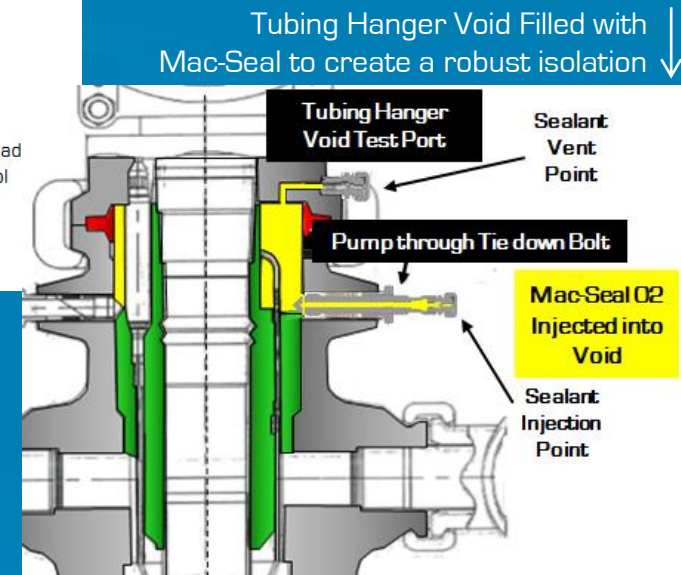 Tubing Hanger Void Filled with
Mac-Seal to create a robust isolation
Tubing Hanger
Void Test Port
Sealant
Vent
Point
Pump through Tie down Bolt
Mac-Seal 02
Injected into
Void
Sealant
Injection
Point